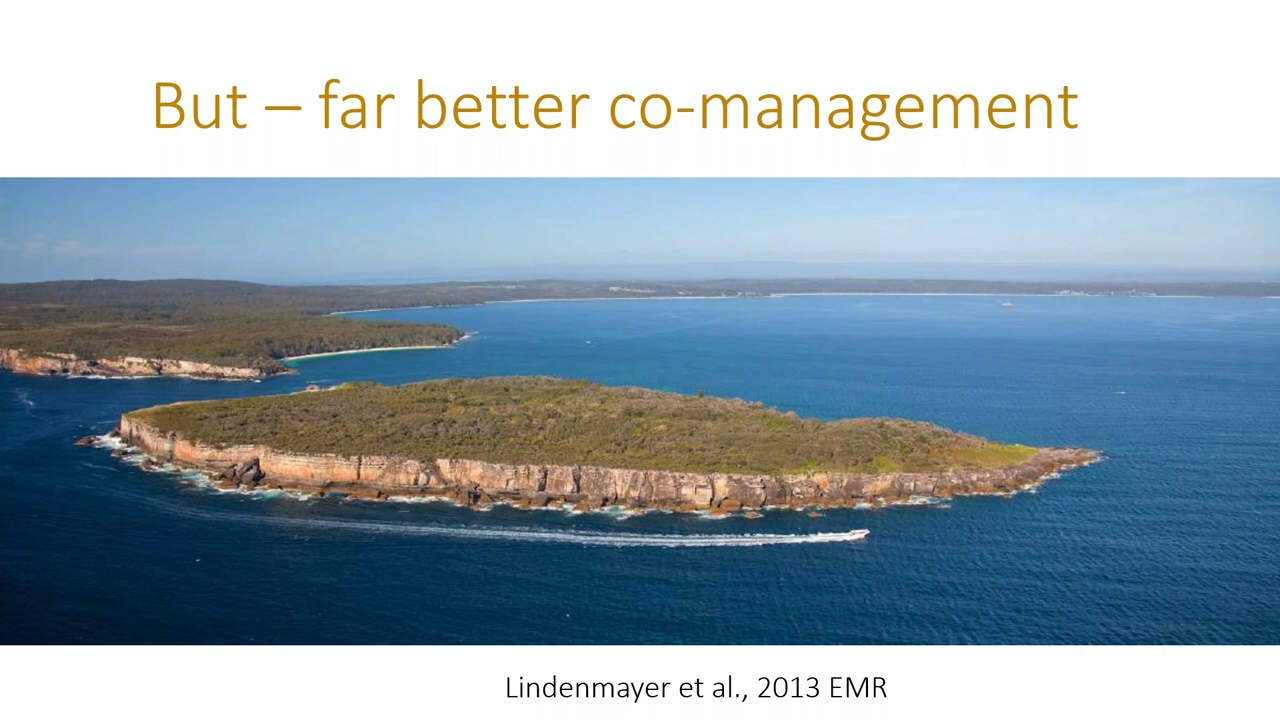 But – far better co-management
Lindenmayer et al., 2013 EMR